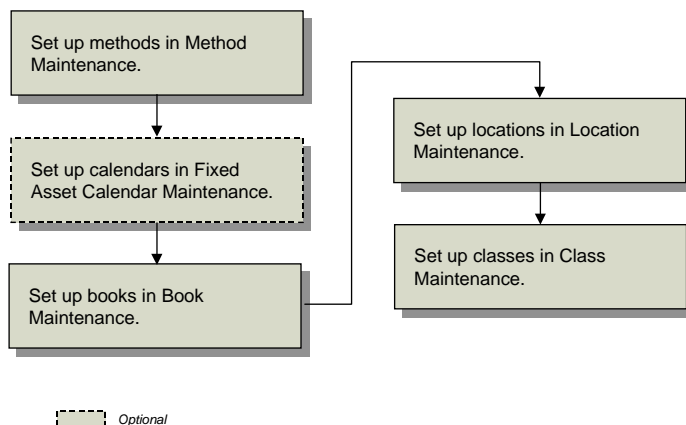 Set up methods in Method
Maintenance.
Set up calendars in Fixed
Asset Calendar Maintenance.
Set up books in Book
Maintenance.
Set up locations in Location
Maintenance.
Set up classes in Class
Maintenance.
Optional